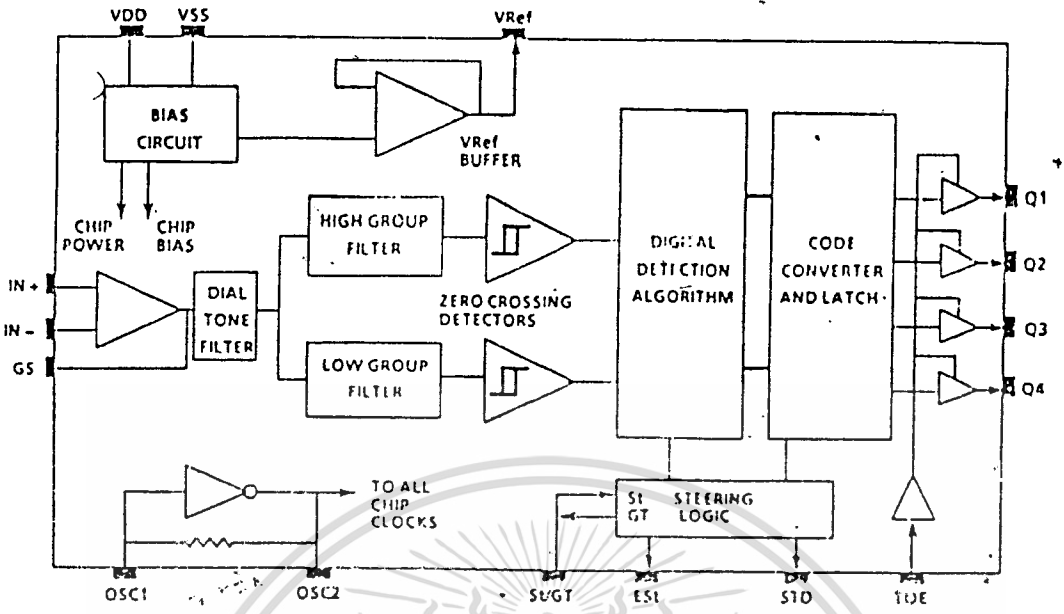 VDD
VSS
VRef
BIAS
CIRCUIT
VRef
BUFFER
CHIP
POWER
CHIP
BIAS
HIGH GROUP
FILTER
DIGITAL
DETECTION
ALGORITHM
CODE
CONVERTER
AND LATCH
Q1
Q2
Q3
Q4
IN +
IN -
GS
DIAL
TONE
FILTER
ZERO CROSSING
DETECTORS
LOW GROUP
FILTER
TO ALL
CHIP
CLOCKS
St
GT
STEERING
LOGIC
OSC1
OSC2
St/GT
ESt
STD
TOE